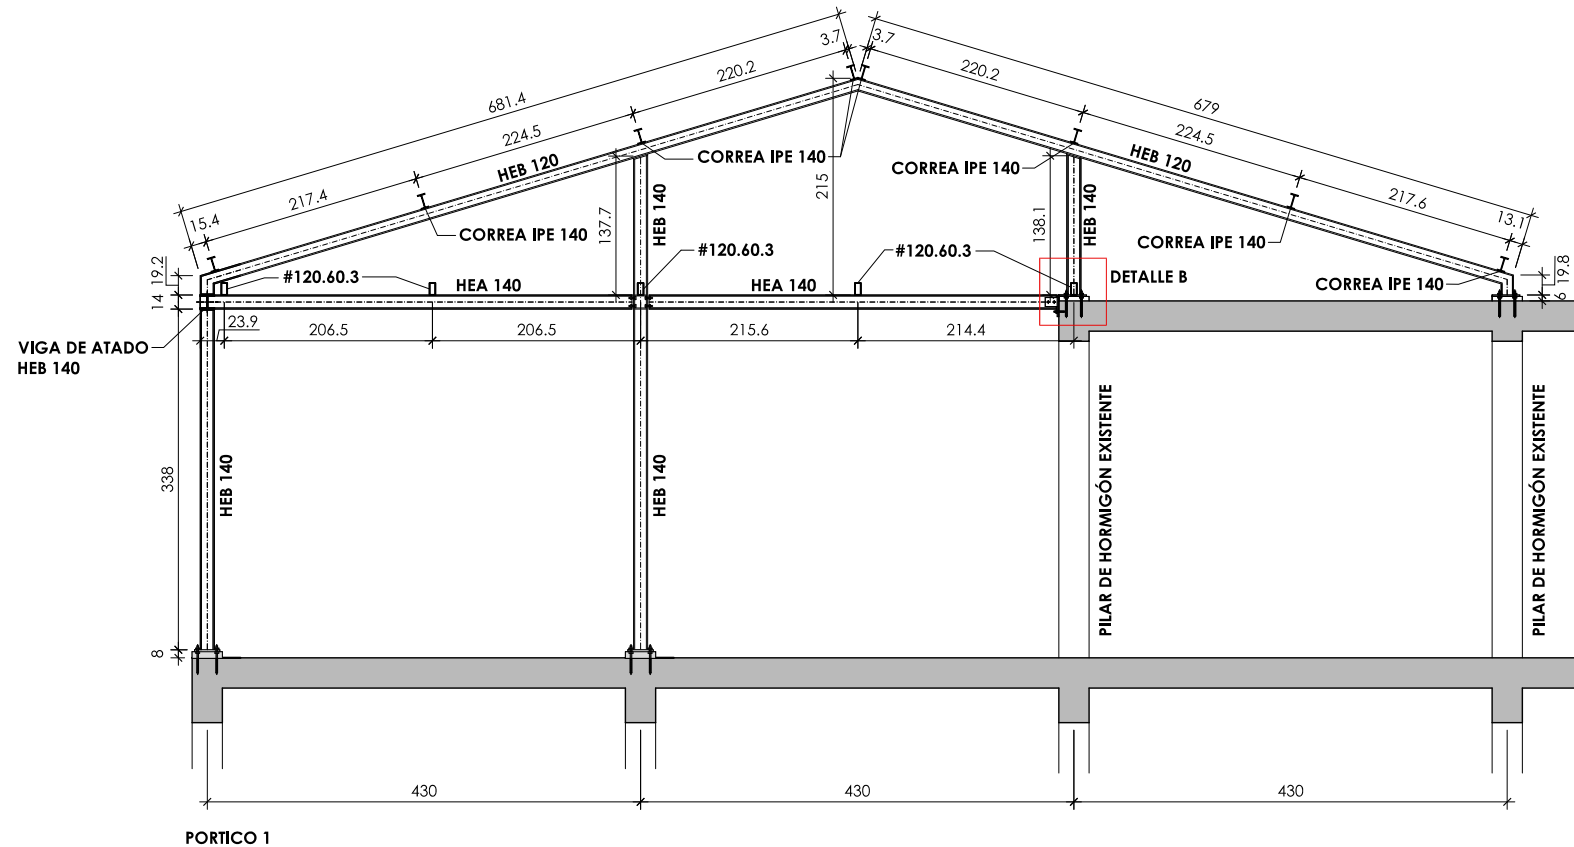 3.7
3.7
220.2
220.2
681.4
679
224.5
224.5
HEB 120
CORREA IPE 140
CORREA IPE 140
HEB 120
217.4
217.6
215
15.4
13.1
137.7
HEB 140
138.1
HEB 140
CORREA IPE 140
CORREA IPE 140
#120.60.3
#120.60.3
19.2
#120.60.3
HEA 140
HEA 140
DETALLE B
CORREA IPE 140
19.8
14
6
23.9
206.5
206.5
215.6
214.4
VIGA DE ATADO
HEB 140
338
HEB 140
HEB 140
PILAR DE HORMIGÓN EXISTENTE
PILAR DE HORMIGÓN EXISTENTE
8
430
430
430
PORTICO 1